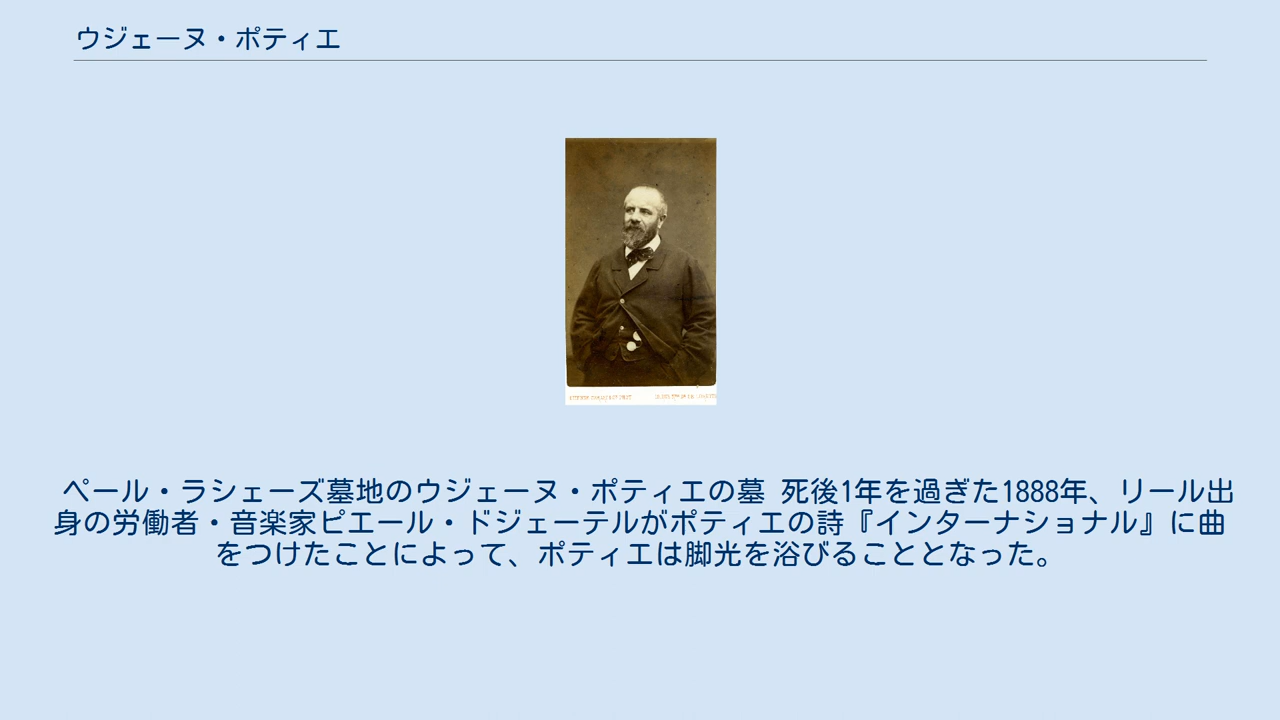 ウジェーヌ・ポティエ
ペール・ラシェーズ墓地のウジェーヌ・ポティエの墓 死後1年を過ぎた1888年、リール出
身の労働者・音楽家ピエール・ドジェーテルがポティエの詩『インターナショナル』に曲
をつけたことによって、ポティエは脚光を浴びることとなった。